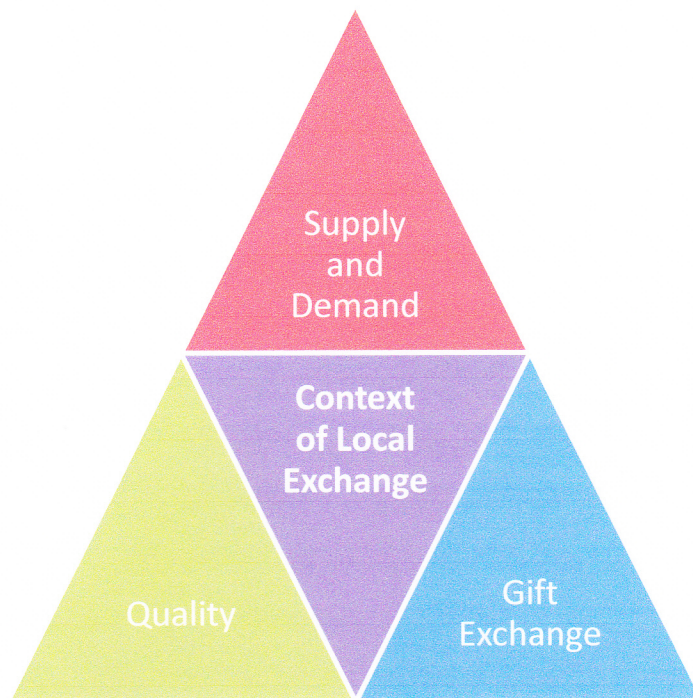 Supply
and
Demand
Context
of Local
Exchange
Quality
Gift
Exchange